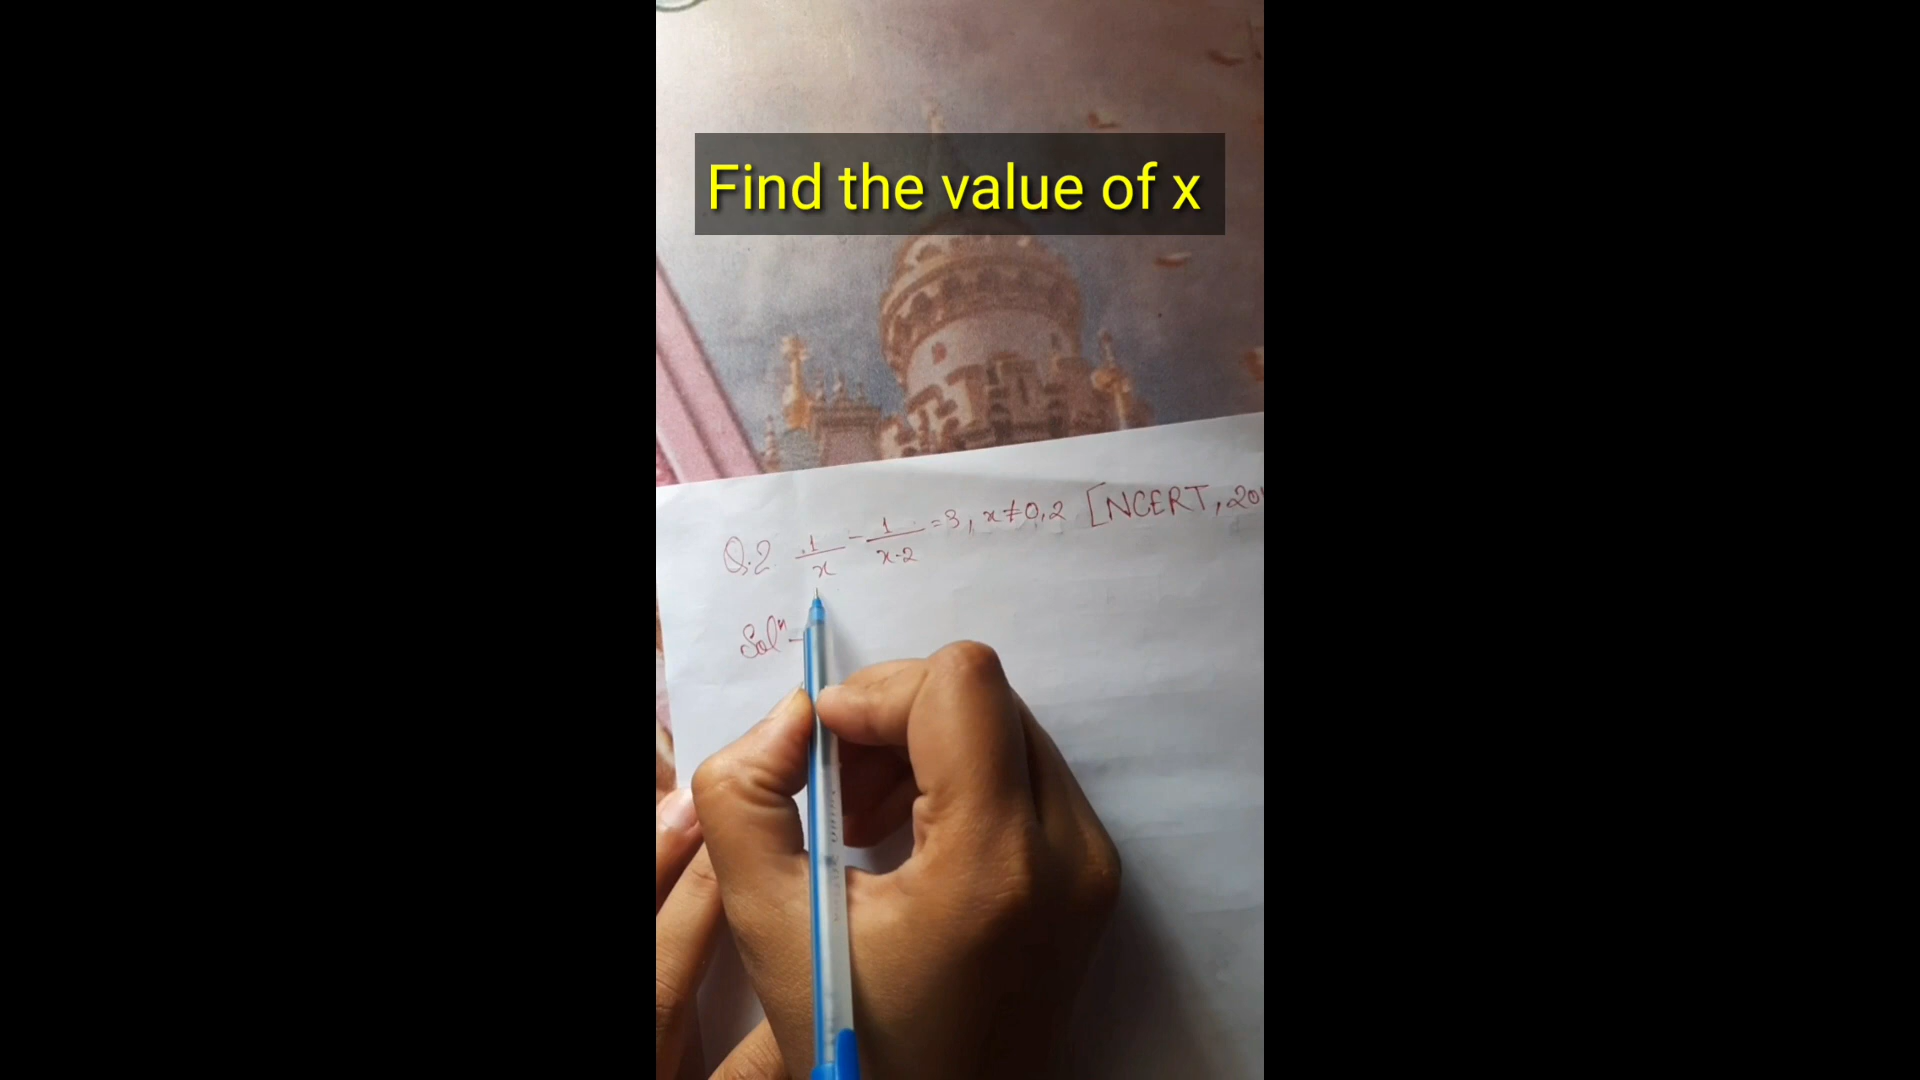 Find the value of x
Q.2 1/x - 1/x-2 = 3, x≠0,2 [NCERT, 20
Solⁿ -